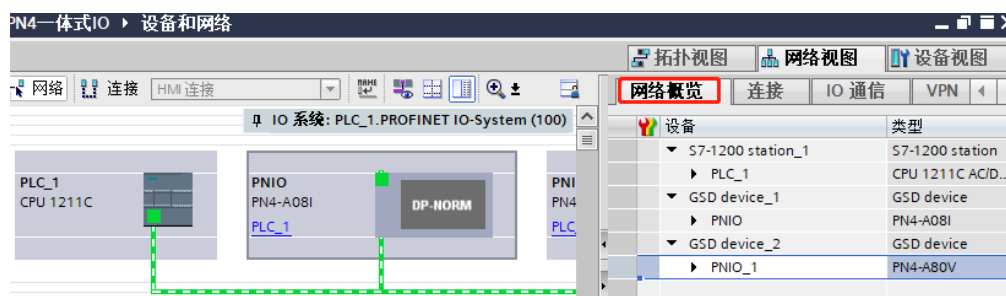 PN4一体式IO ▸ 设备和网络
拓扑视图 网络视图 设备视图
网络 连接 HMI 连接
网络概览 连接 IO 通信 VPN
IO 系统: PLC_1.PROFINET IO-System (100)
设备 类型
S7-1200 station_1 S7-1200 station
PLC_1 CPU 1211C AC/D...
GSD device_1 GSD device
PNIO PN4-A08I
GSD device_2 GSD device
PNIO_1 PN4-A80V
PLC_1
CPU 1211C
PNIO
PN4-A08I
PLC_1
DP-NORM
PNI
PN4
PLC